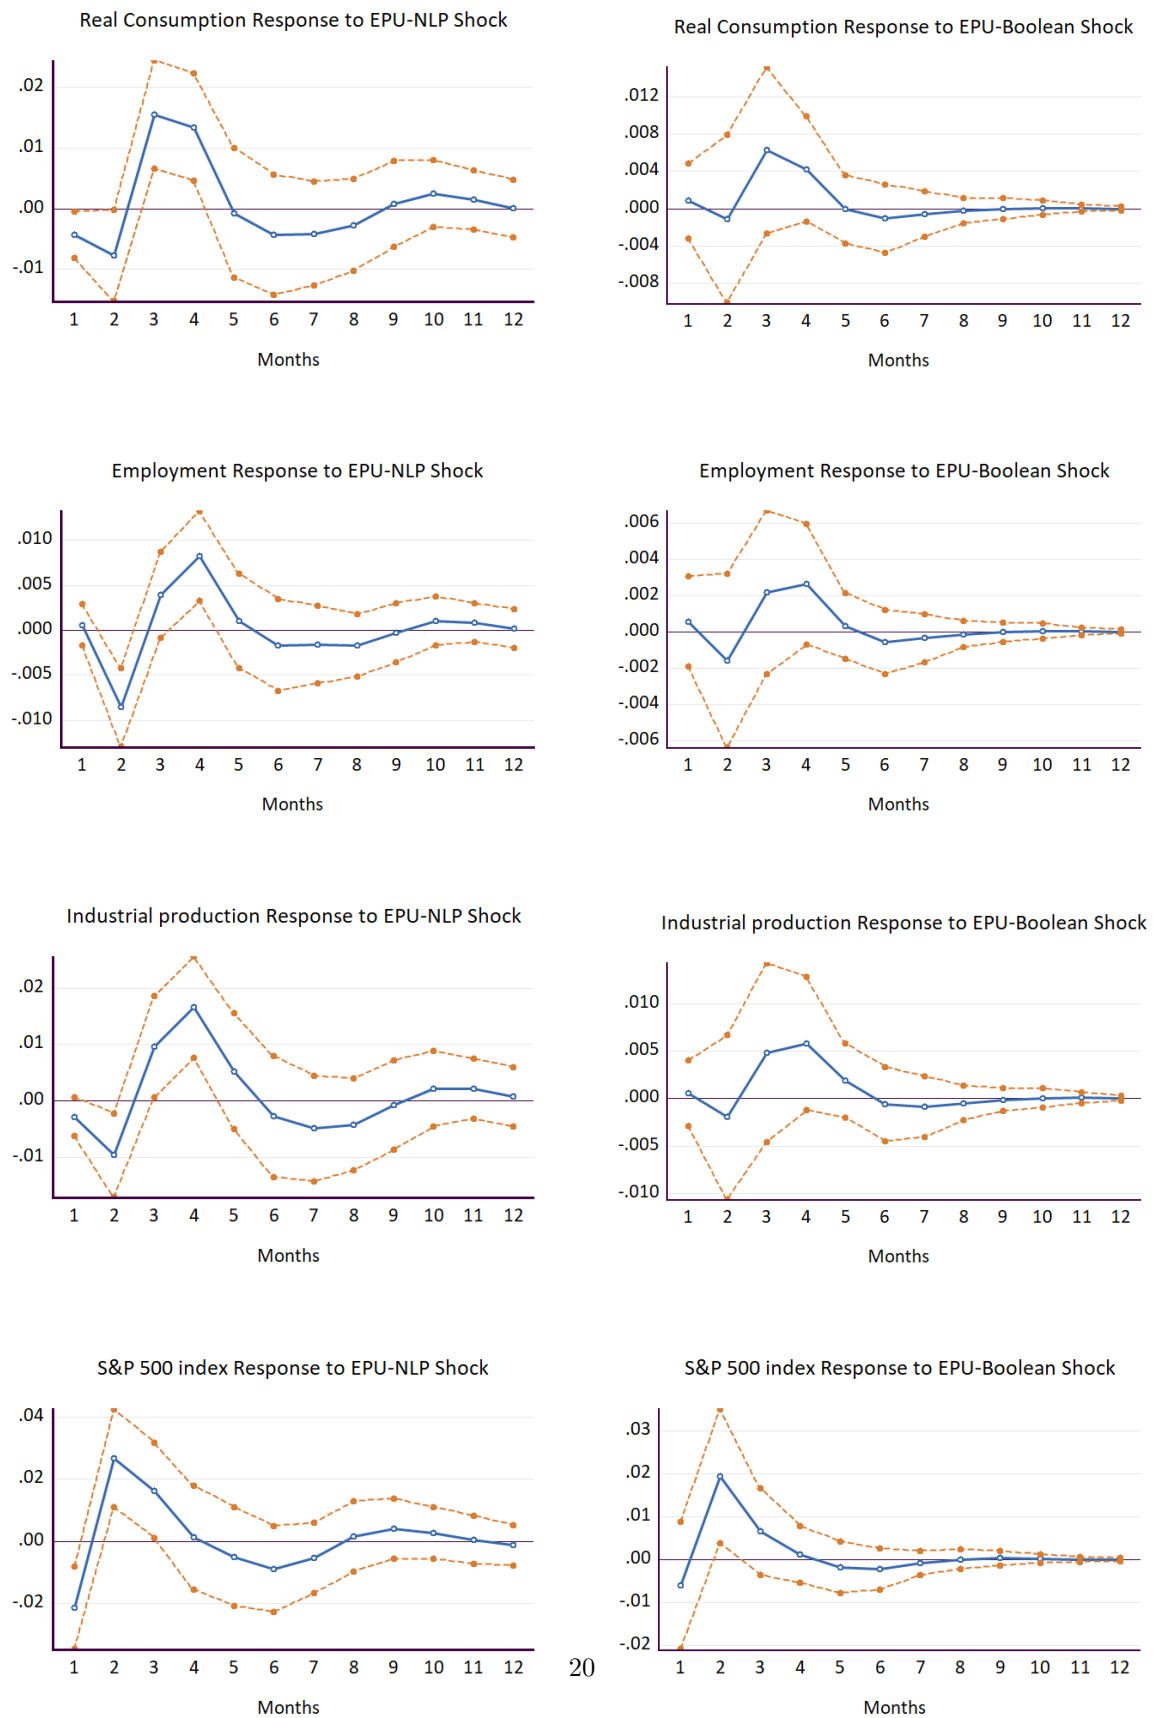 Real Consumption Response to EPU-NLP Shock
.02
.01
.00
-.01
1 2 3 4 5 6 7 8 9 10 11 12
Months
Real Consumption Response to EPU-Boolean Shock
.012
.008
.004
.000
-.004
-.008
1 2 3 4 5 6 7 8 9 10 11 12
Months
Employment Response to EPU-NLP Shock
.010
.005
.000
-.005
-.010
1 2 3 4 5 6 7 8 9 10 11 12
Months
Employment Response to EPU-Boolean Shock
.006
.004
.002
.000
-.002
-.004
-.006
1 2 3 4 5 6 7 8 9 10 11 12
Months
Industrial production Response to EPU-NLP Shock
.02
.01
.00
-.01
1 2 3 4 5 6 7 8 9 10 11 12
Months
Industrial production Response to EPU-Boolean Shock
.010
.005
.000
-.005
-.010
1 2 3 4 5 6 7 8 9 10 11 12
Months
S&P 500 index Response to EPU-NLP Shock
.04
.02
.00
-.02
1 2 3 4 5 6 7 8 9 10 11 12
Months
S&P 500 index Response to EPU-Boolean Shock
.03
.02
.01
.00
-.01
-.02
1 2 3 4 5 6 7 8 9 10 11 12
Months
20